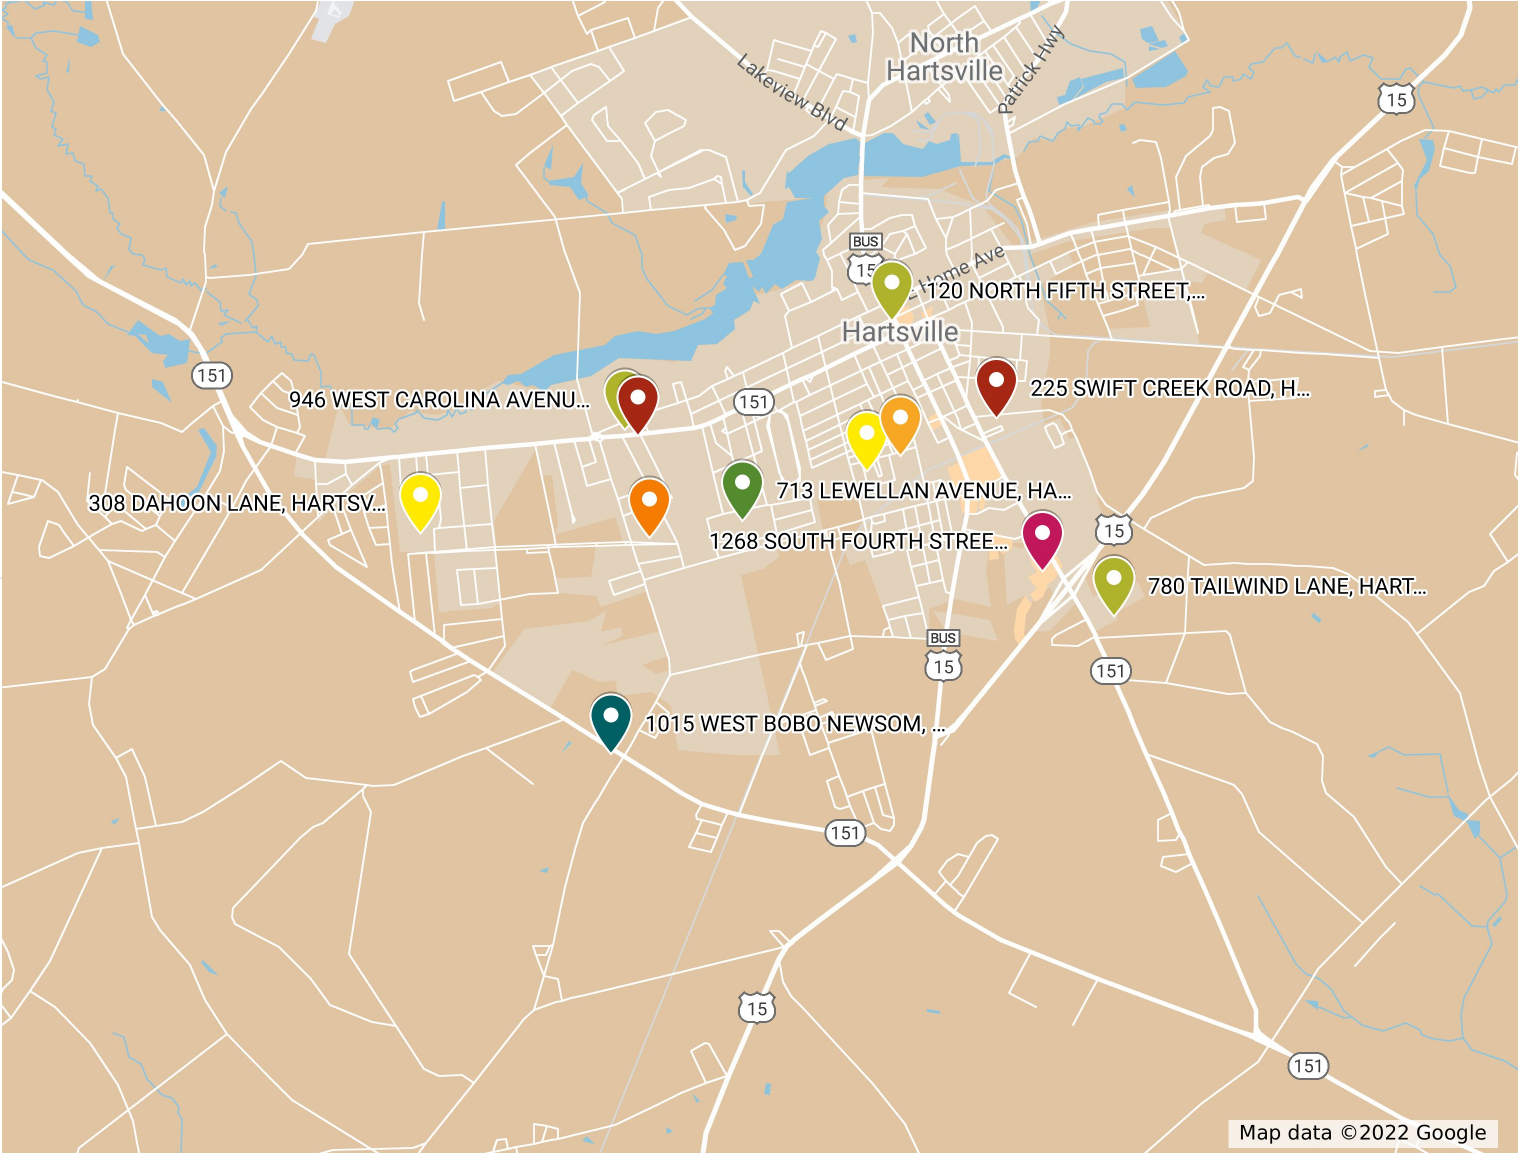 North
Hartsville
Patrick Hwy
Lakeview Blvd
15
BUS
15
E Home Ave
120 NORTH FIFTH STREET,...
Hartsville
151
946 WEST CAROLINA AVENU...
151
225 SWIFT CREEK ROAD, H...
308 DAHOON LANE, HARTSV...
713 LEWELLAN AVENUE, HA...
1268 SOUTH FOURTH STREE...
15
780 TAILWIND LANE, HART...
BUS
15
151
1015 WEST BOBO NEWSOM, ...
151
15
151
Map data ©2022 Google